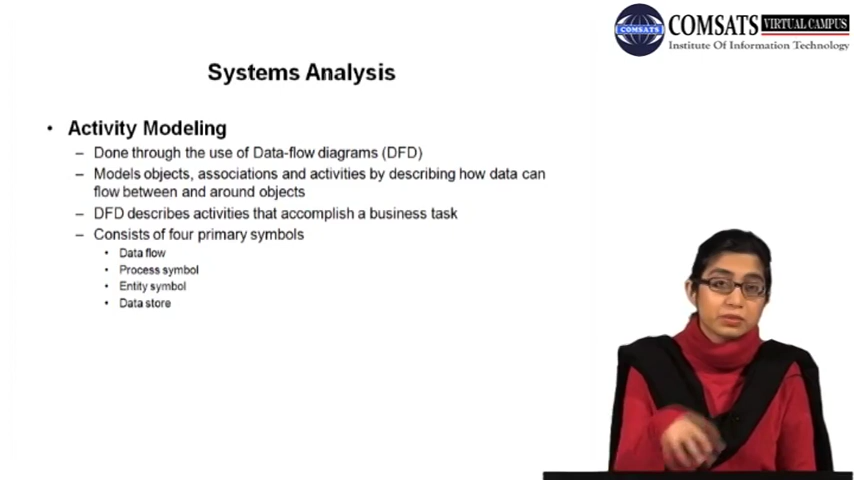 COMSATS VIRTUAL CAMPUS
COMSATS
Institute Of Information Technology
Systems Analysis
• Activity Modeling
– Done through the use of Data-flow diagrams (DFD)
– Models objects, associations and activities by describing how data can
flow between and around objects
– DFD describes activities that accomplish a business task
– Consists of four primary symbols
• Data flow
• Process symbol
• Entity symbol
• Data store